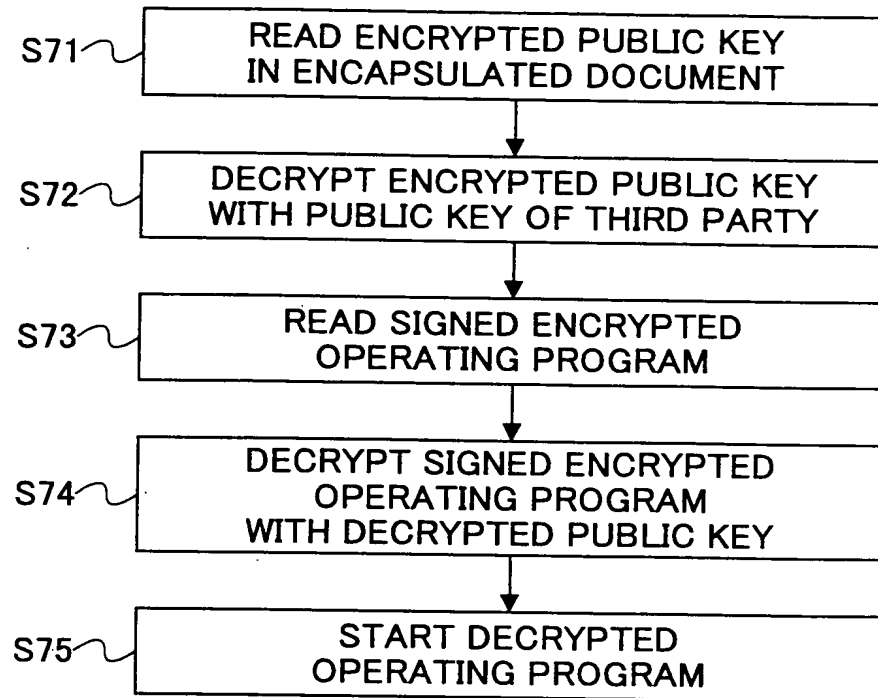 S71
READ ENCRYPTED PUBLIC KEY
IN ENCAPSULATED DOCUMENT
S72
DECRYPT ENCRYPTED PUBLIC KEY
WITH PUBLIC KEY OF THIRD PARTY
S73
READ SIGNED ENCRYPTED
OPERATING PROGRAM
S74
DECRYPT SIGNED ENCRYPTED
OPERATING PROGRAM
WITH DECRYPTED PUBLIC KEY
S75
START DECRYPTED
OPERATING PROGRAM